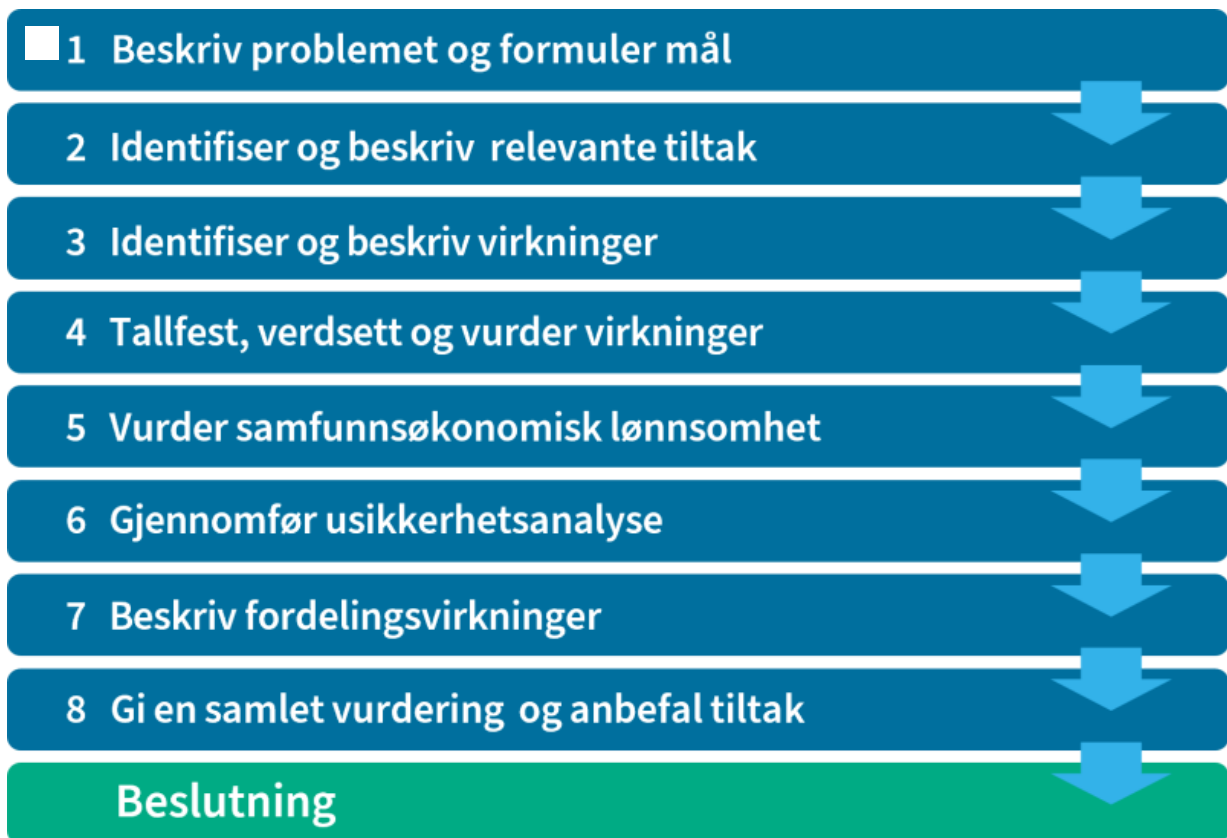 1 Beskriv problemet og formuler mål
2 Identifiser og beskriv relevante tiltak
3 Identifiser og beskriv virkninger
4 Tallfest, verdsett og vurder virkninger
5 Vurder samfunnsøkonomisk lønnsomhet
6 Gjennomfør usikkerhetsanalyse
7 Beskriv fordelingsvirkninger
8 Gi en samlet vurdering og anbefal tiltak
Beslutning